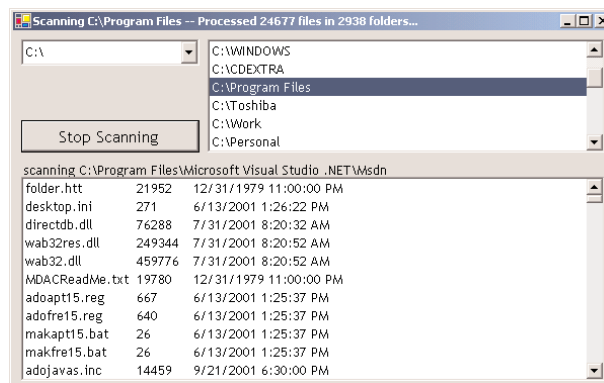 Scanning C:\Program Files -- Processed 24677 files in 2938 folders...
C:\
C:\WINDOWS
C:\CDEXTRA
C:\Program Files
C:\Toshiba
C:\Work
C:\Personal
Stop Scanning
scanning C:\Program Files\Microsoft Visual Studio .NET\Msdn
folder.htt 21952 12/31/1979 11:00:00 PM
desktop.ini 271 6/13/2001 1:26:22 PM
directdb.dll 76288 7/31/2001 8:20:32 AM
wab32res.dll 249344 7/31/2001 8:20:52 AM
wab32.dll 459776 7/31/2001 8:20:52 AM
MDACReadMe.txt 19780 12/31/1979 11:00:00 PM
adoapt15.reg 667 6/13/2001 1:25:37 PM
adofre15.reg 640 6/13/2001 1:25:37 PM
makapt15.bat 26 6/13/2001 1:25:37 PM
makfre15.bat 26 6/13/2001 1:25:37 PM
adojavas.inc 14459 9/21/2001 6:30:00 PM